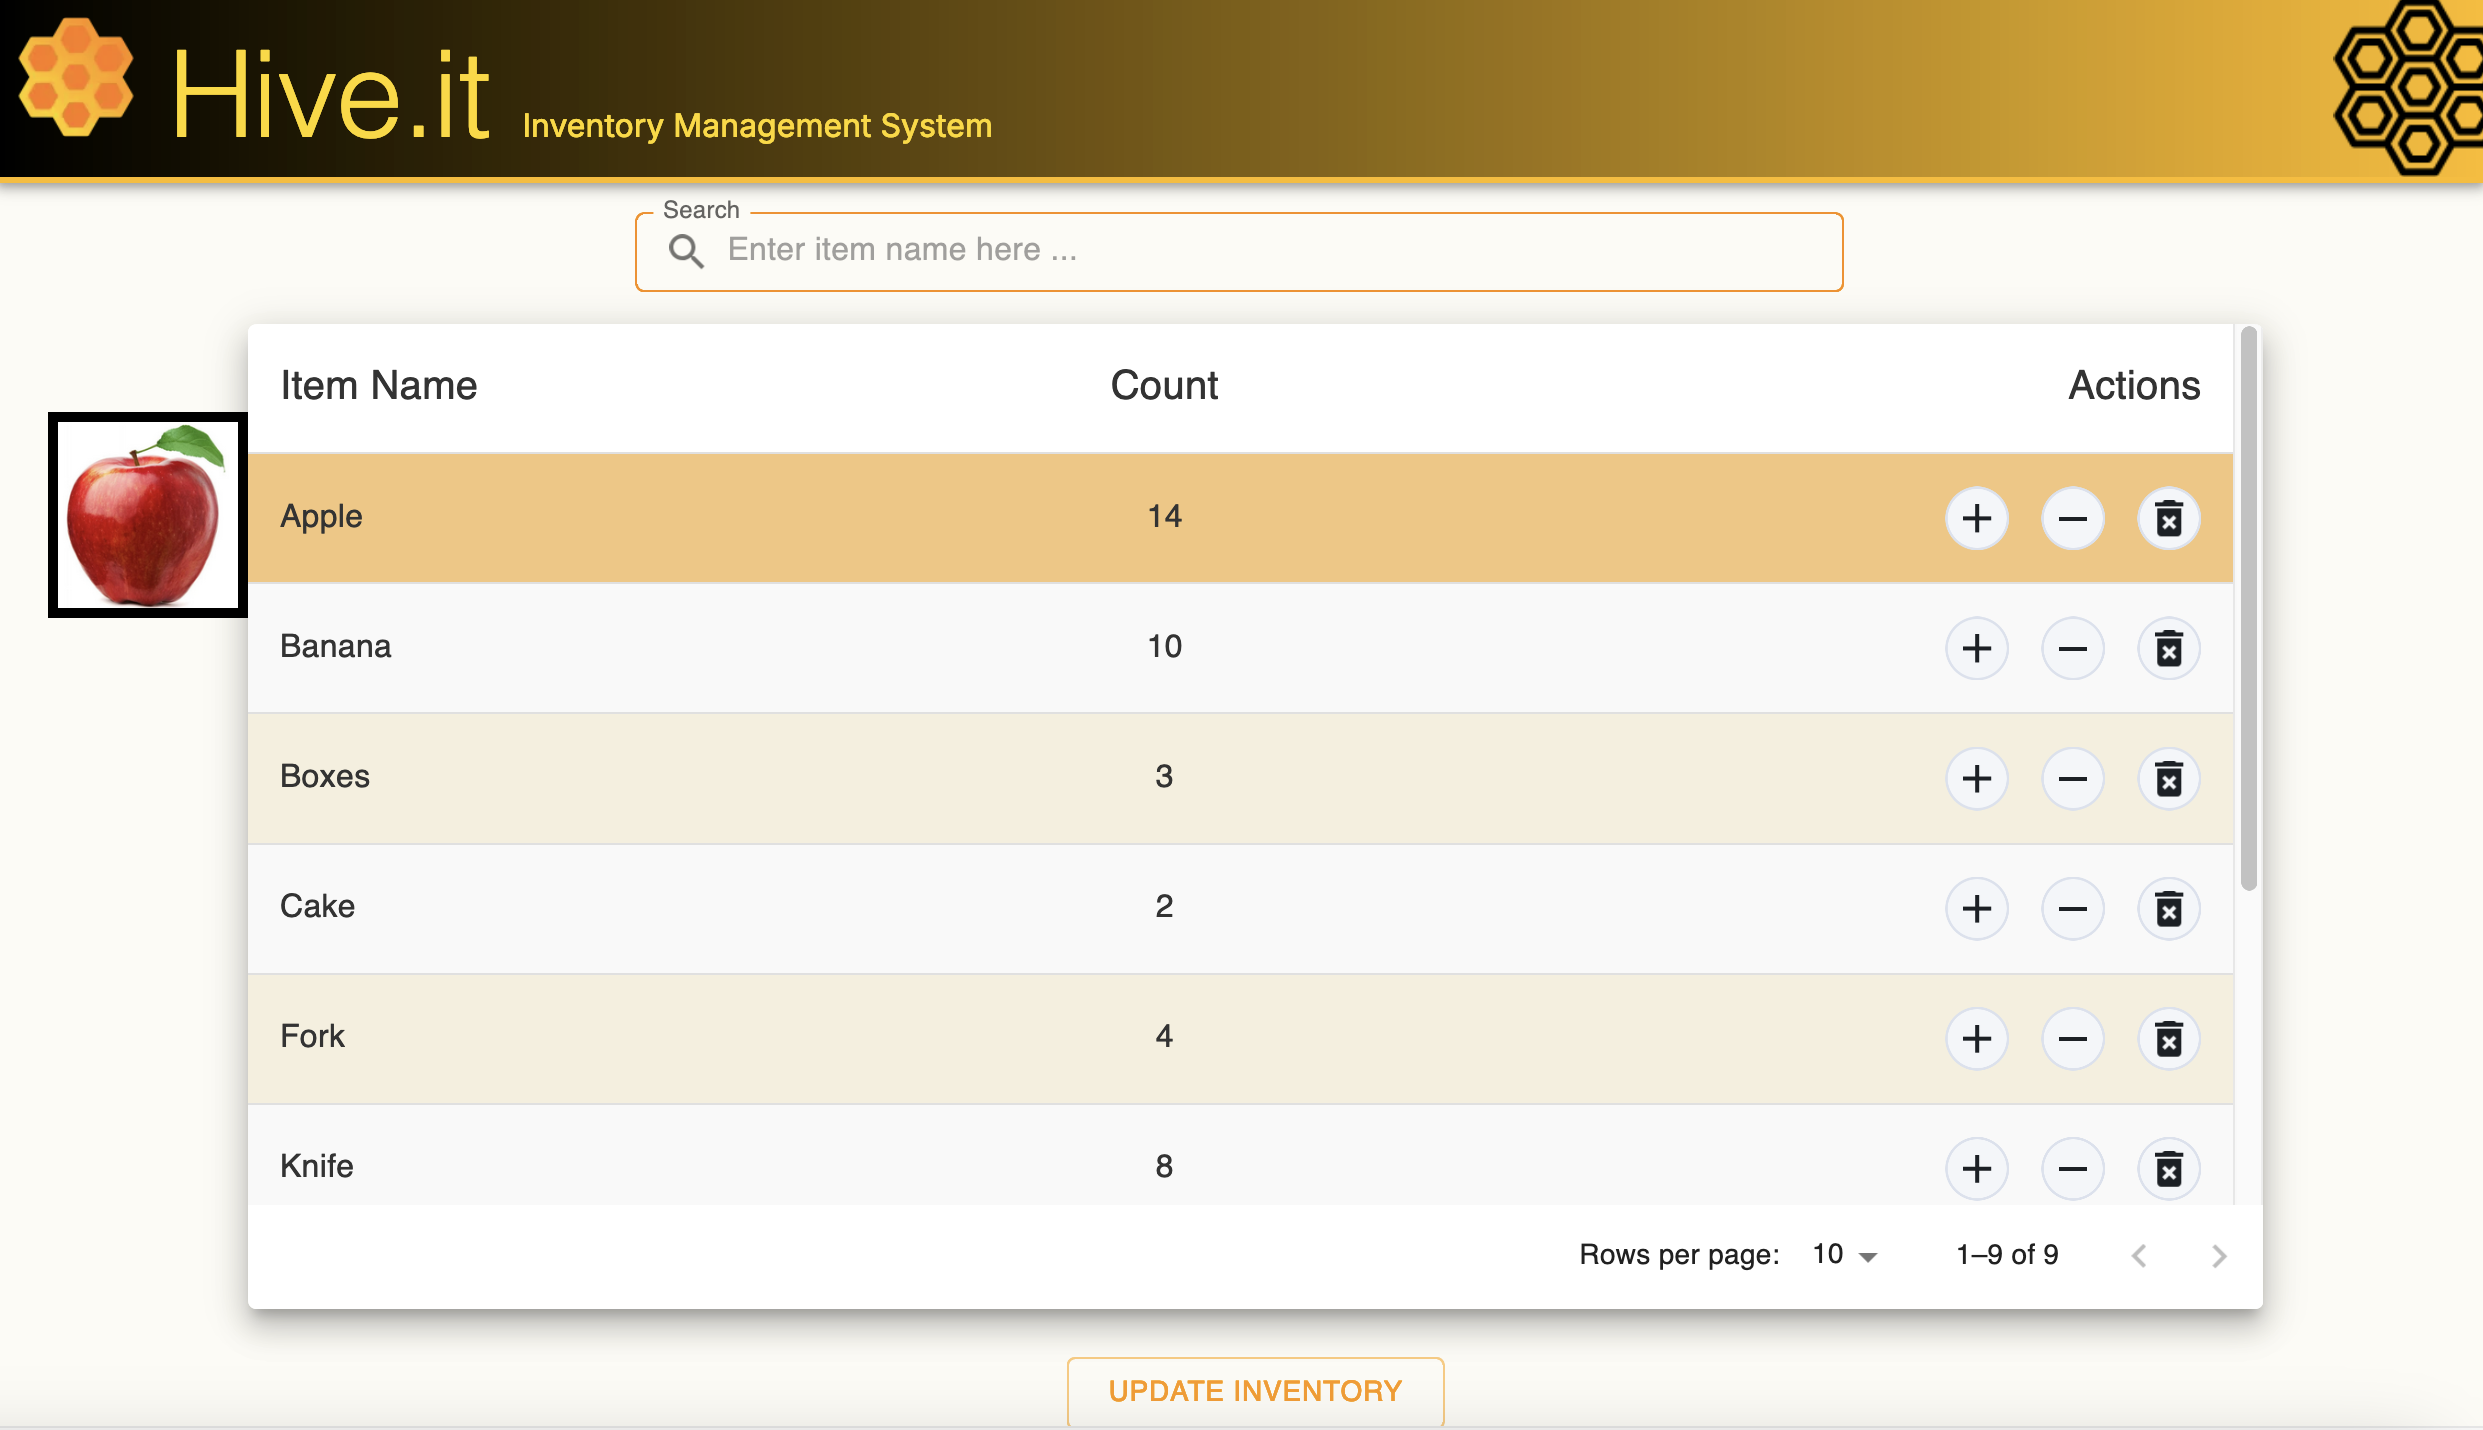 Hive.it Inventory Management System
Search
Enter item name here ...
Item Name Count Actions
Apple 14
Banana 10
Boxes 3
Cake 2
Fork 4
Knife 8
Rows per page: 10 1–9 of 9
UPDATE INVENTORY